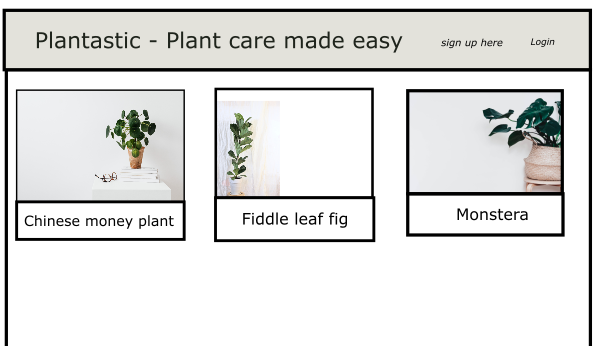 Plantastic - Plant care made easy
sign up here
Login
Chinese money plant
Fiddle leaf fig
Monstera